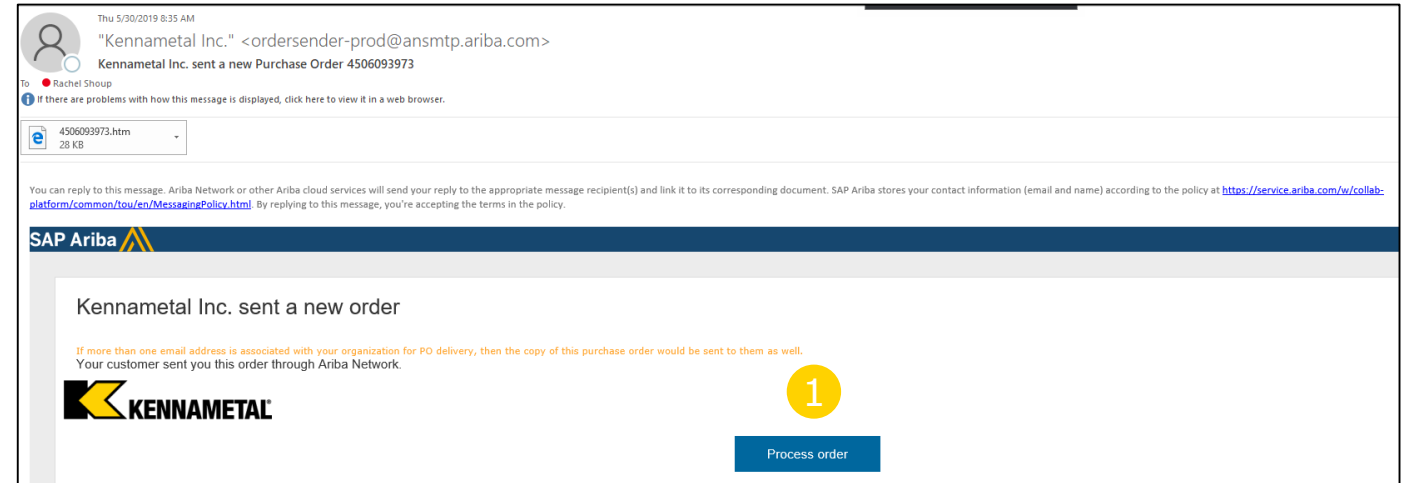 Thu 5/30/2019 8:35 AM
"Kennametal Inc." <ordersender-prod@ansmtp.ariba.com>
Kennametal Inc. sent a new Purchase Order 4506093973
To Rachel Shoup
If there are problems with how this message is displayed, click here to view it in a web browser.
4506093973.htm
28 KB
You can reply to this message. Ariba Network or other Ariba cloud services will send your reply to the appropriate message recipient(s) and link it to its corresponding document. SAP Ariba stores your contact information (email and name) according to the policy at https://service.ariba.com/w/collab-
platform/common/tou/en/MessagingPolicy.html. By replying to this message, you're accepting the terms in the policy.
SAP Ariba
Kennametal Inc. sent a new order
If more than one email address is associated with your organization for PO delivery, then the copy of this purchase order would be sent to them as well.
Your customer sent you this order through Ariba Network.
KENNAMETAL®
1
Process order